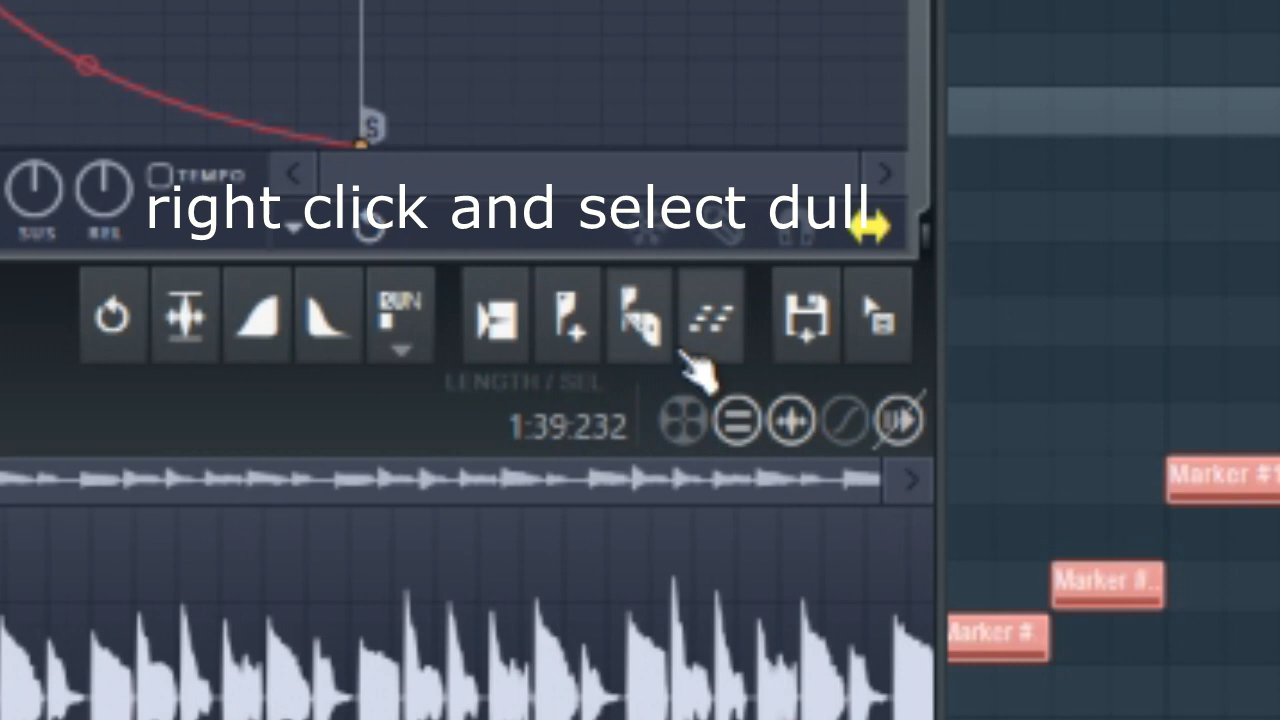 S
TEMPO
right click and select dull
SUS REL
RUN
LENGTH / SEL
1:39:232
Marker #1
Marker #..
Marker #.